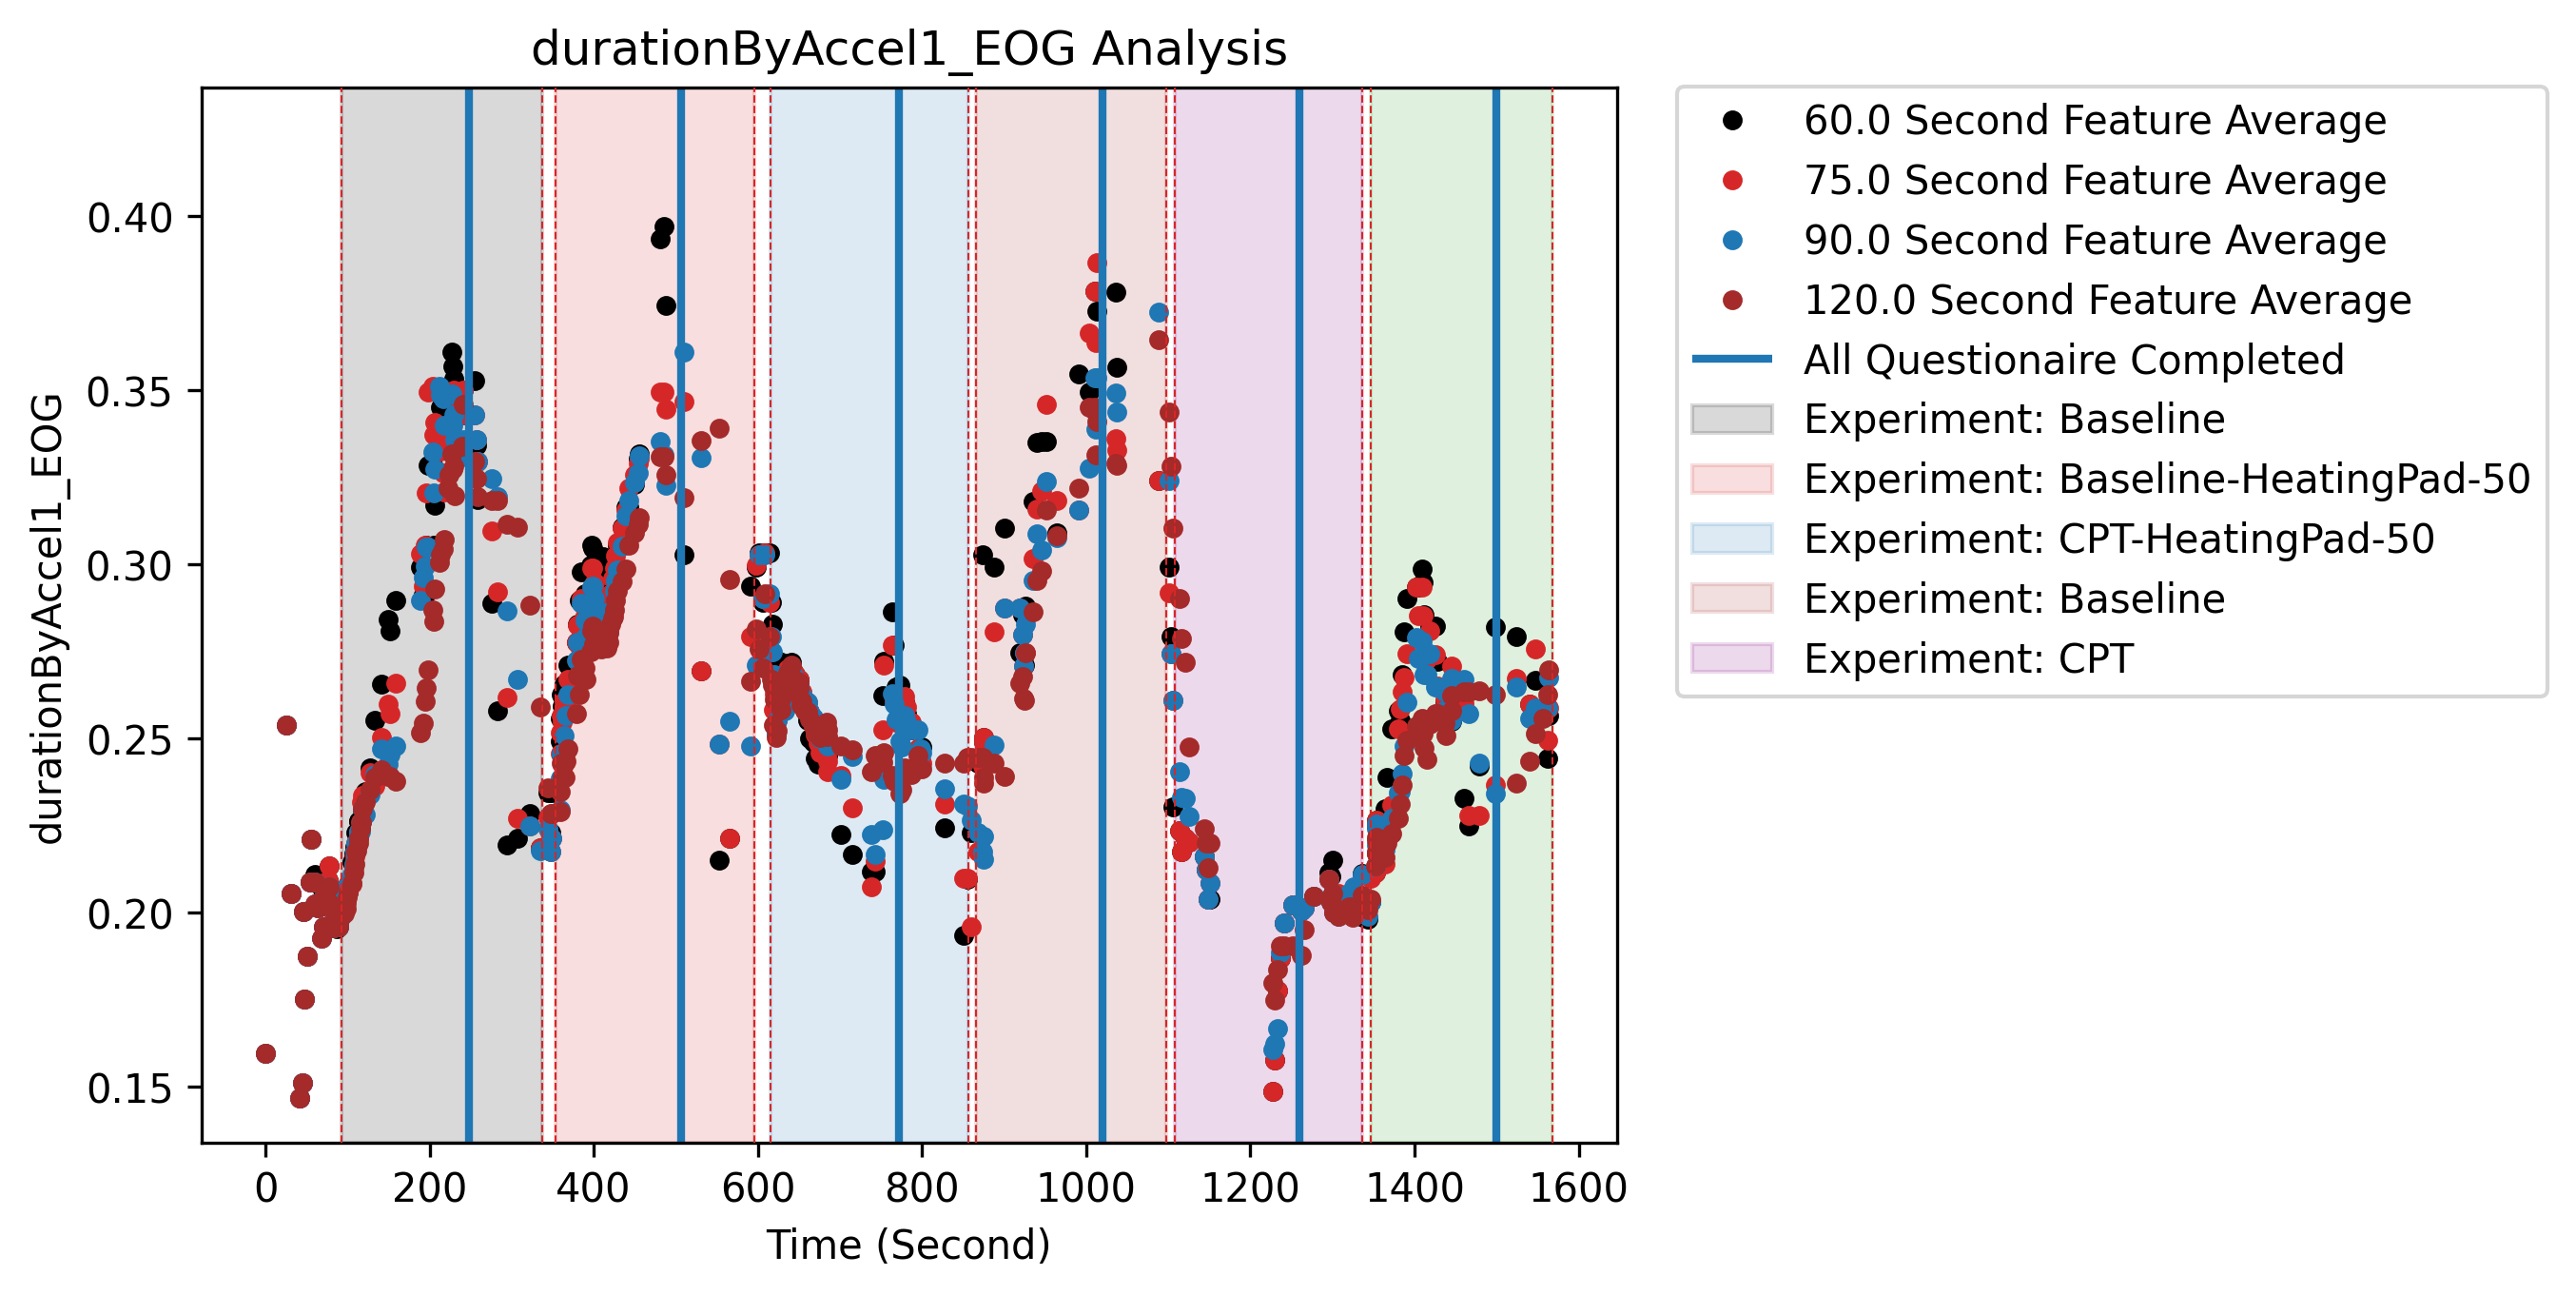 durationByAccel1_EOG Analysis
durationByAccel1_EOG
0.40
0.35
0.30
0.25
0.20
0.15
0 200 400 600 800 1000 1200 1400 1600
Time (Second)
60.0 Second Feature Average
75.0 Second Feature Average
90.0 Second Feature Average
120.0 Second Feature Average
All Questionaire Completed
Experiment: Baseline
Experiment: Baseline-HeatingPad-50
Experiment: CPT-HeatingPad-50
Experiment: Baseline
Experiment: CPT